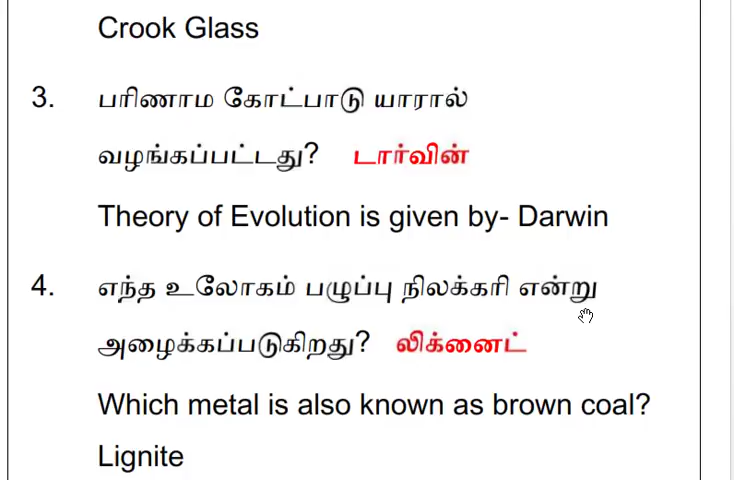 Crook Glass
3. பரிணாம கோட்பாடு யாரால்
வழங்கப்பட்டது? டார்வின்
Theory of Evolution is given by- Darwin
4. எந்த உலோகம் பழுப்பு நிலக்கரி என்று
அழைக்கப்படுகிறது? லிக்னைட்
Which metal is also known as brown coal?
Lignite